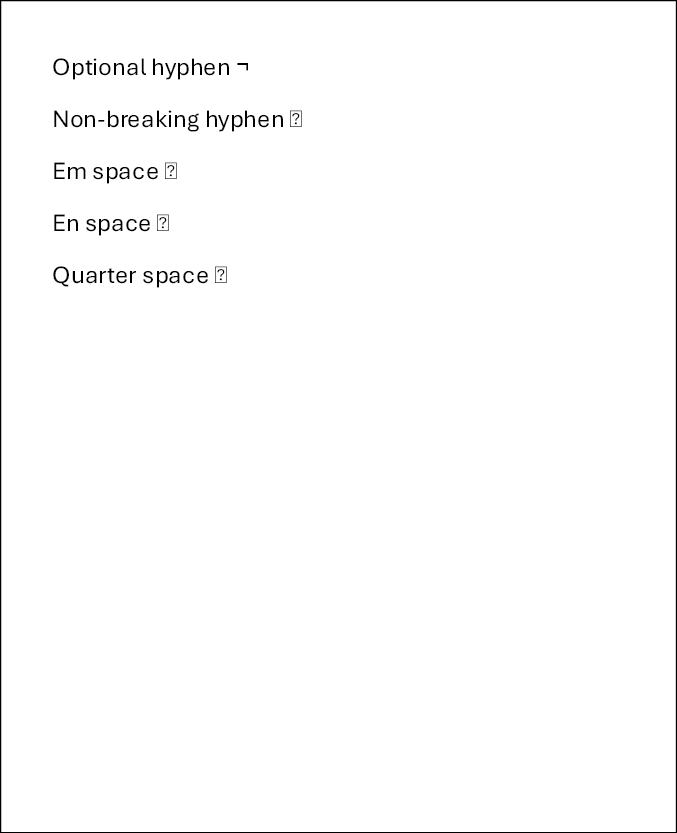 Optional hyphen ¬
Non-breaking hyphen �
Em space �
En space �
Quarter space �